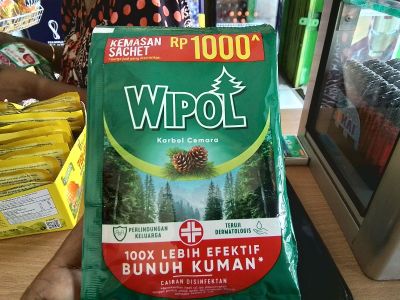 KEMASAN
SACHET
RP 1000^
WIPOL
Karbol Cemara
PERLINDUNGAN
KELUARGA
TERUJI
DERMATOLOGIS
100X LEBIH EFEKTIF
BUNUH KUMAN*
CAIRAN DISINFEKTAN